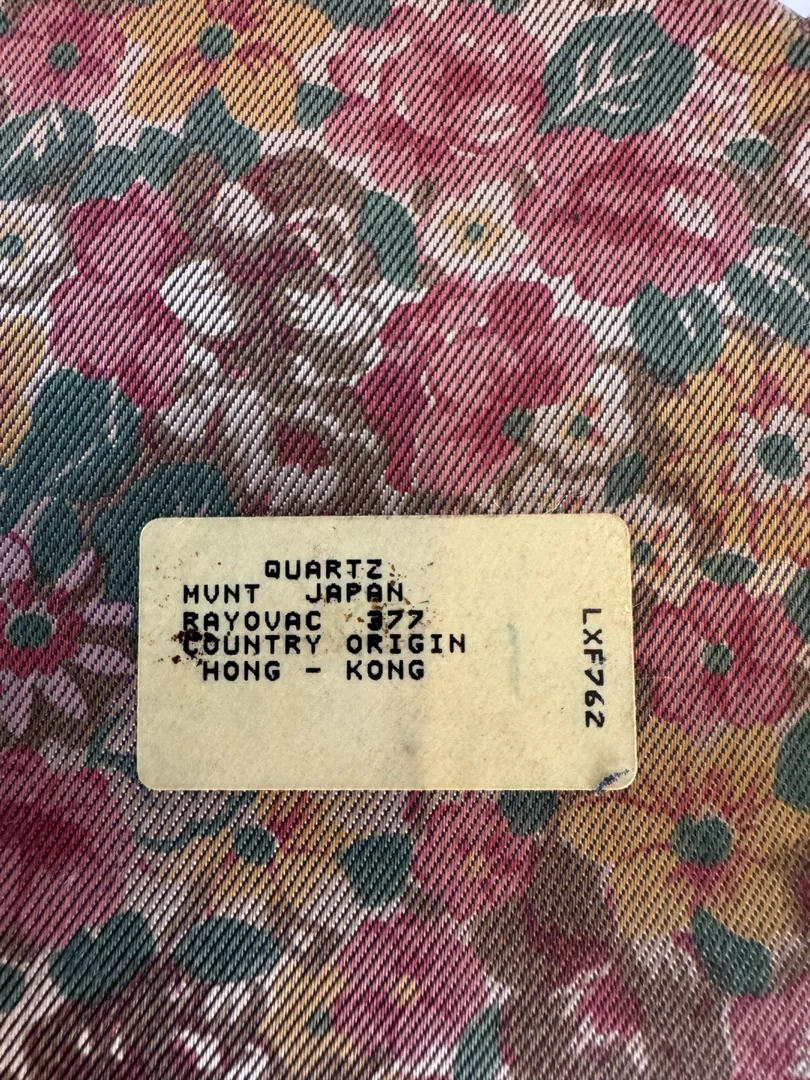 QUARTZ
MVNT JAPAN
RAYOVAC 377
COUNTRY ORIGIN
HONG - KONG
LXF762